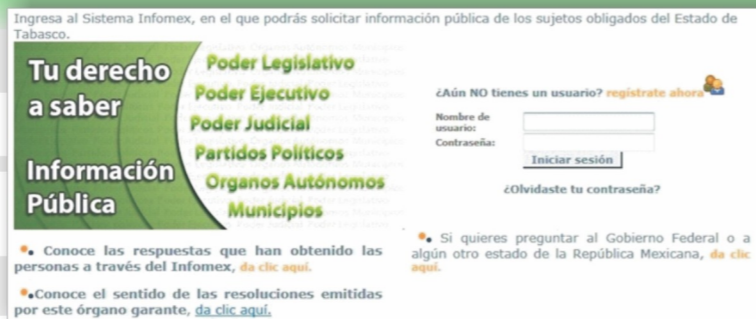 Ingresa al Sistema Infomex, en el que podrás solicitar información pública de los sujetos obligados del Estado de
Tabasco.
Tu derecho
a saber
Información
Pública
Poder Legislativo
Poder Ejecutivo
Poder Judicial
Partidos Políticos
Organos Autónomos
Municipios
¿Aún NO tienes un usuario? regístrate ahora
Nombre de
usuario:
Contraseña:
Iniciar sesión
¿Olvidaste tu contraseña?
Conoce las respuestas que han obtenido las
personas a través del Infomex, da clic aquí.
Conoce el sentido de las resoluciones emitidas
por este órgano garante, da clic aquí.
Si quieres preguntar al Gobierno Federal o a
algún otro estado de la República Mexicana, da clic
aquí.